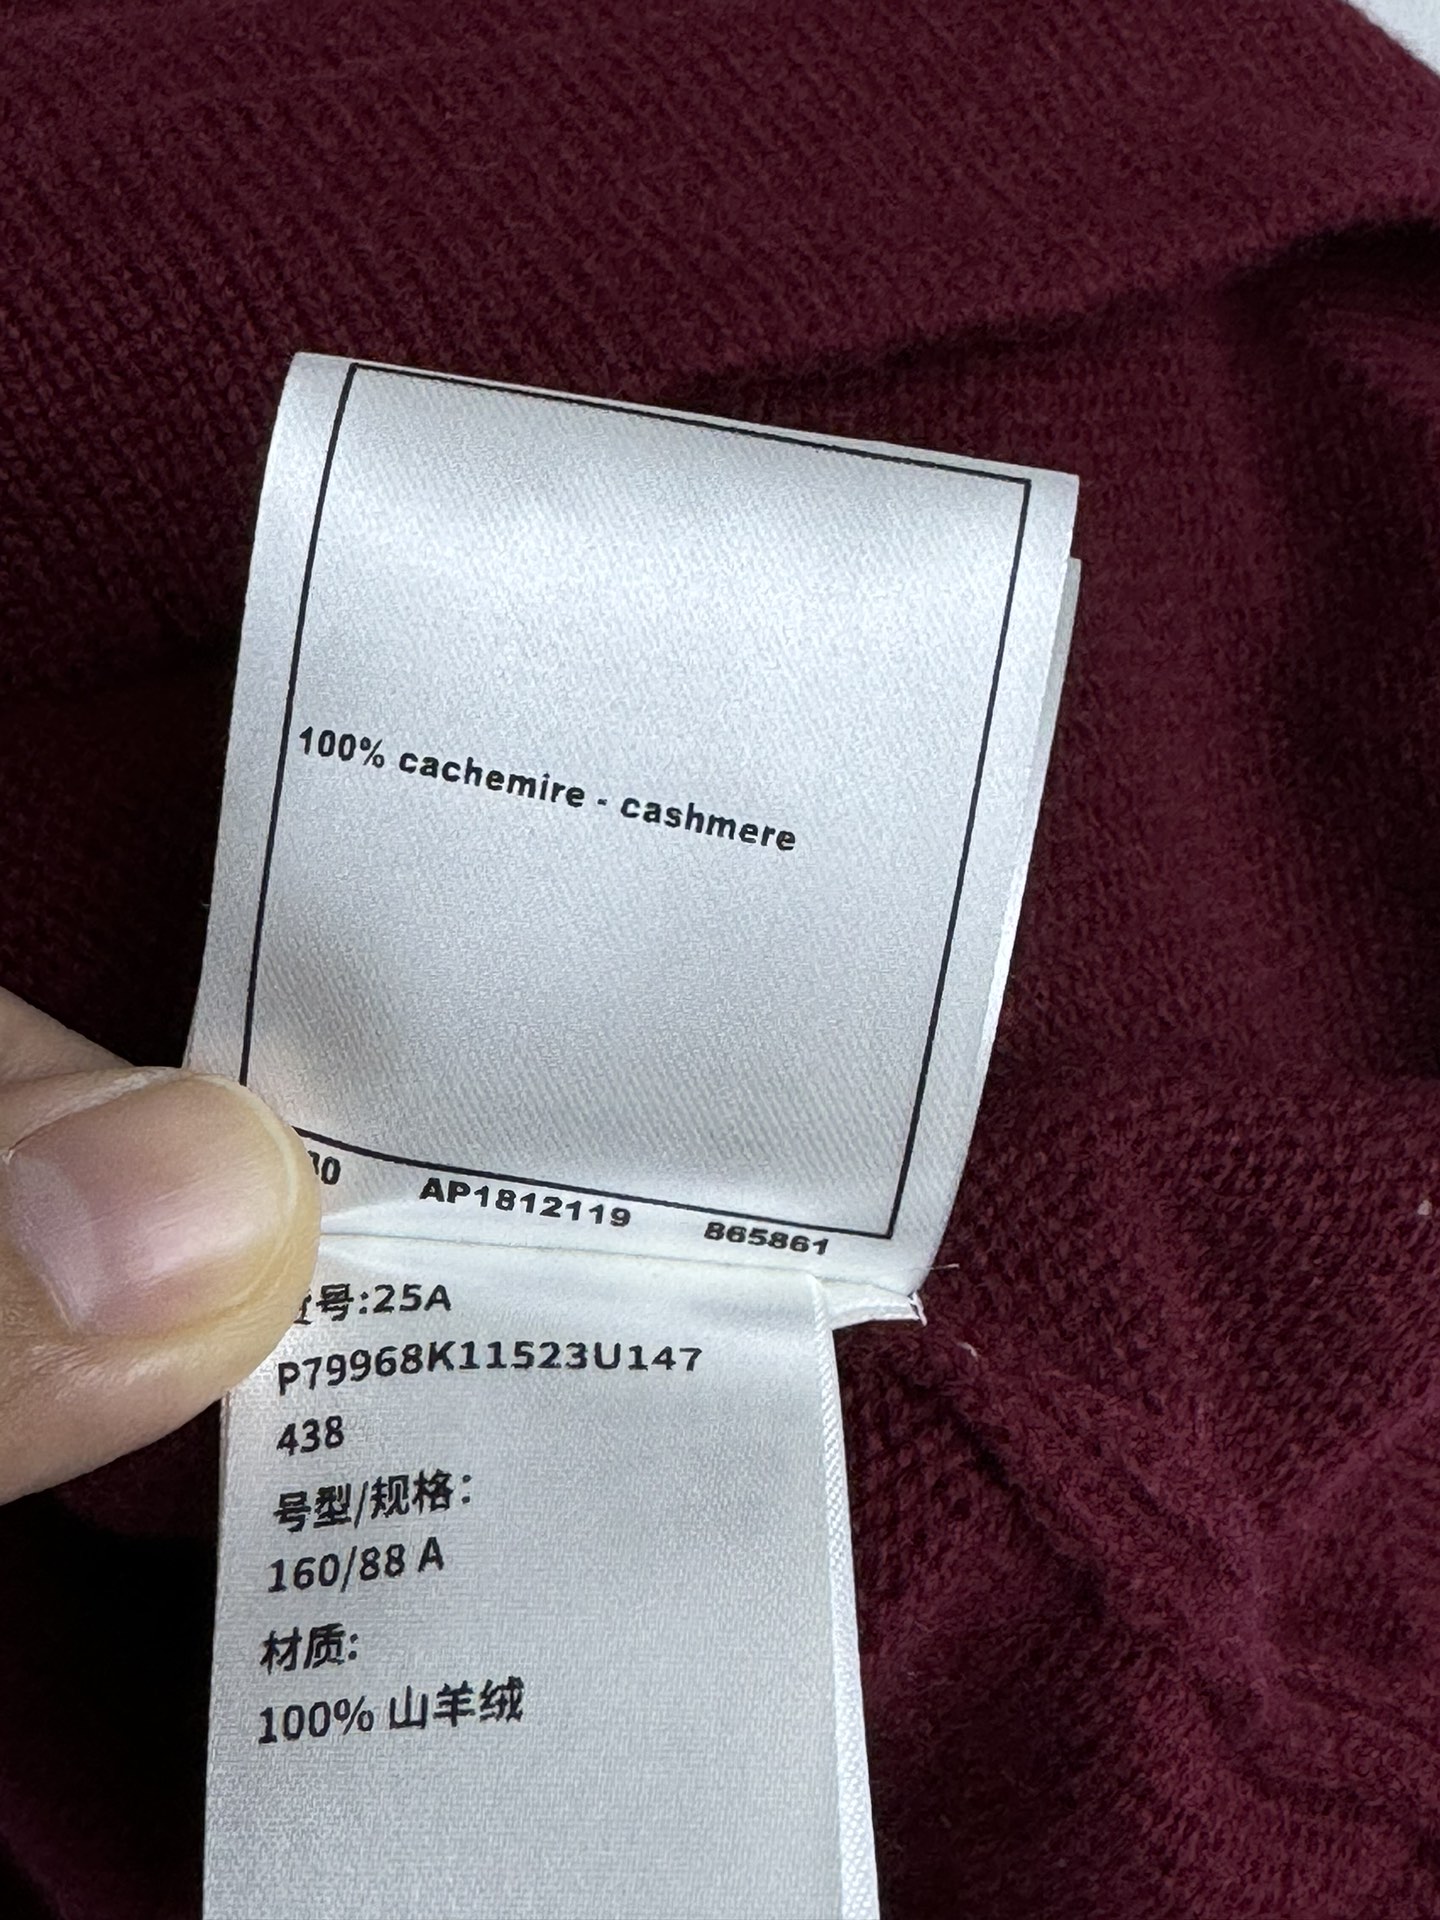 100% cachemire - cashmere
AP1812119 865861
号:25A
P79968K11523U147
438
号型/规格:
160/88 A
材质:
100% 山羊绒